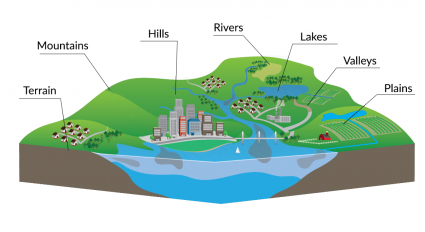 Rivers
Hills
Lakes
Mountains
Valleys
Terrain
Plains